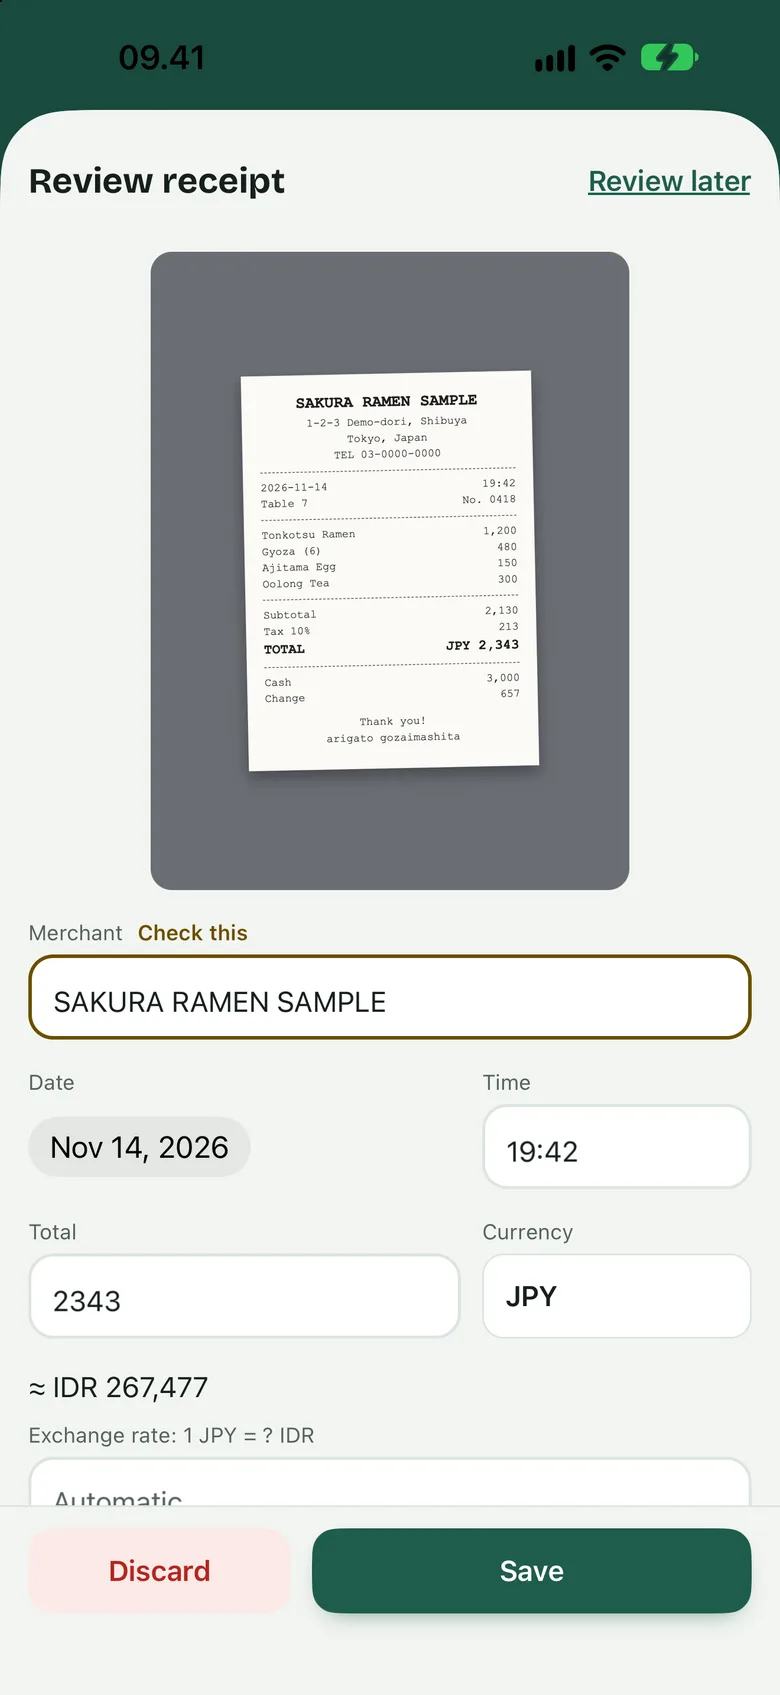 09.41
Review receipt
Review later
SAKURA RAMEN SAMPLE
1-2-3 Demo-dori, Shibuya
Tokyo, Japan
TEL 03-0000-0000
2026-11-14 19:42
Table 7 No. 0418
Tonkotsu Ramen 1,200
Gyoza (6) 480
Ajitama Egg 150
Oolong Tea 300
Subtotal 2,130
Tax 10% 213
TOTAL JPY 2,343
Cash 3,000
Change 657
Thank you!
arigato gozaimashita
Merchant Check this
SAKURA RAMEN SAMPLE
Date Time
Nov 14, 2026 19:42
Total Currency
2343 JPY
≈ IDR 267,477
Exchange rate: 1 JPY = ? IDR
Automatic
Discard Save